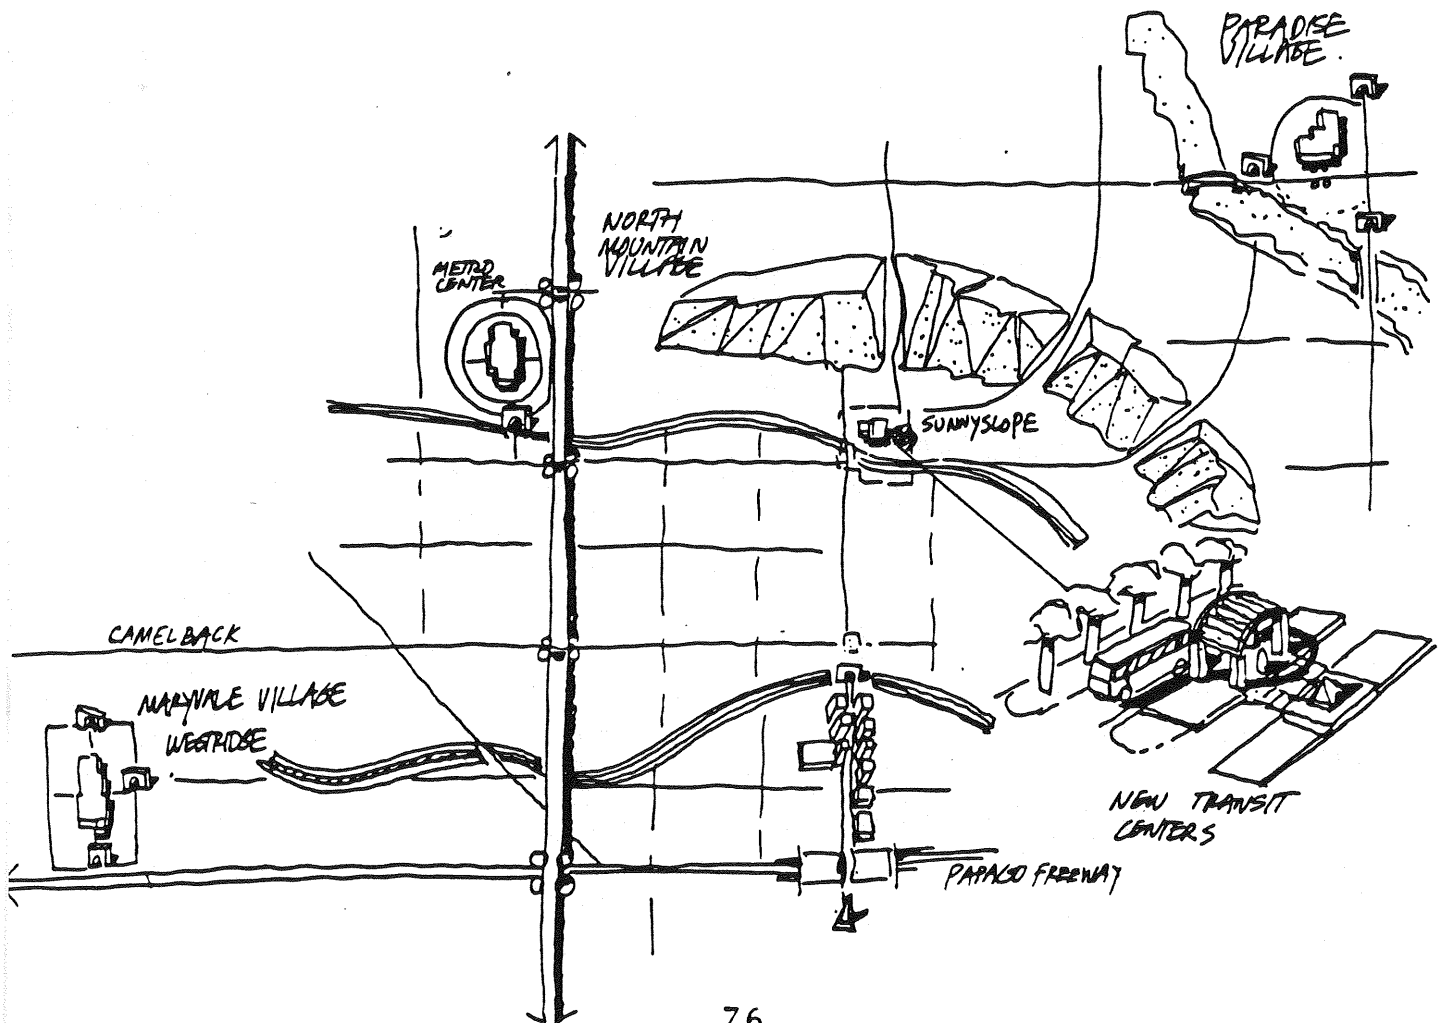 PARADISE
VILLAGE.
NORTH
MOUNTAIN
VILLAGE
METRO
CENTER
SUNNYSLOPE
CAMELBACK
MARYVALE VILLAGE
WESTRIDGE
NEW TRANSIT
CENTERS
PAPAGO FREEWAY
76